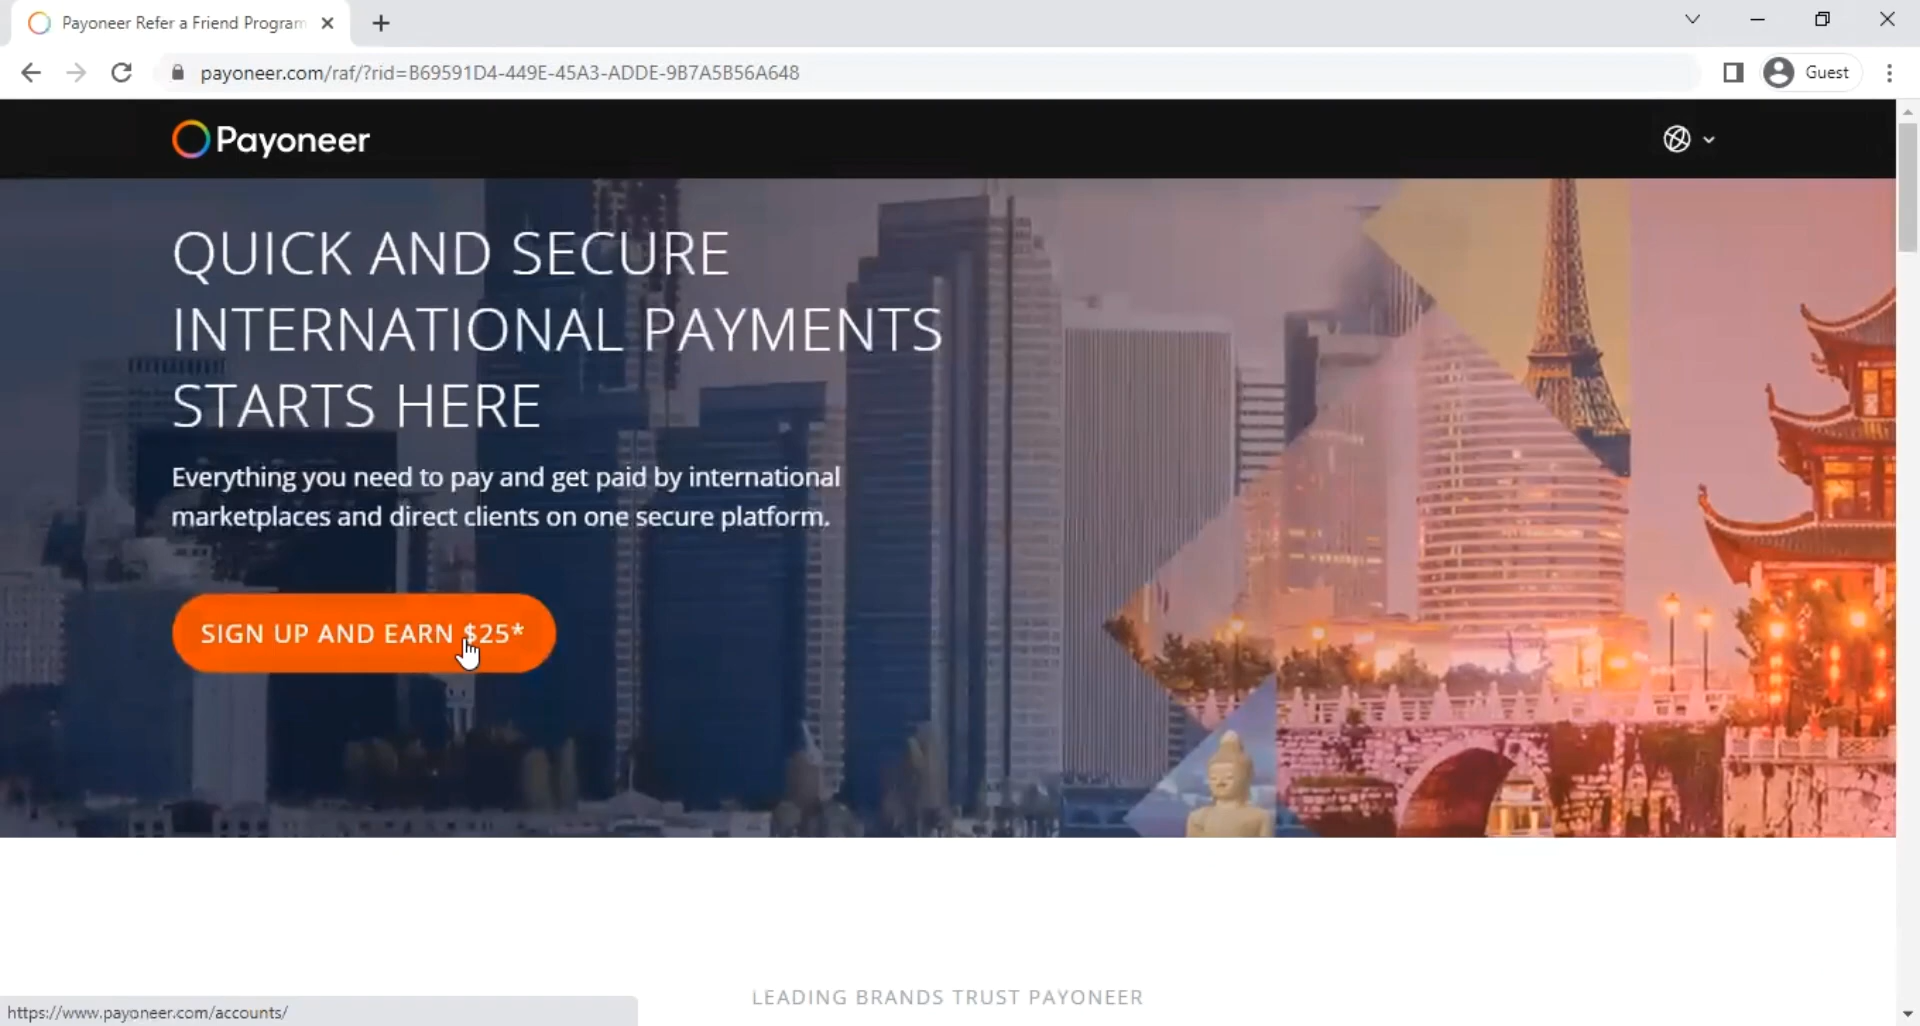 Payoneer Refer a Friend Program
payoneer.com/raf/?rid=B69591D4-449E-45A3-ADDE-9B7A5B56A648
Guest
Payoneer
QUICK AND SECURE
INTERNATIONAL PAYMENTS
STARTS HERE
Everything you need to pay and get paid by international
marketplaces and direct clients on one secure platform.
SIGN UP AND EARN $25*
LEADING BRANDS TRUST PAYONEER
https://www.payoneer.com/accounts/